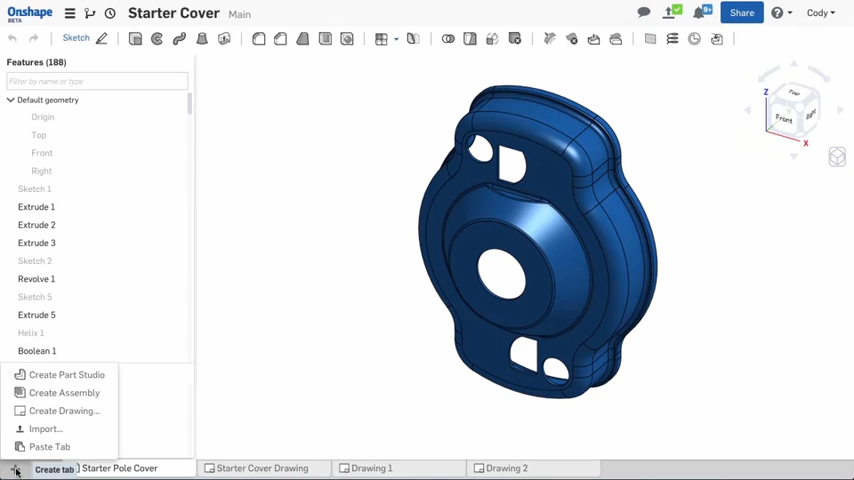 Onshape
BETA
Starter Cover
Main
9+
Share
Cody
Sketch
Features (188)
Filter by name or type
Default geometry
Origin
Top
Front
Right
Sketch 1
Extrude 1
Extrude 2
Extrude 3
Sketch 2
Revolve 1
Sketch 5
Extrude 5
Helix 1
Boolean 1
Create Part Studio
Create Assembly
Create Drawing...
Import...
Paste Tab
Create tab
Starter Pole Cover
Starter Cover Drawing
Drawing 1
Drawing 2
Z
Top
Front
Right
X